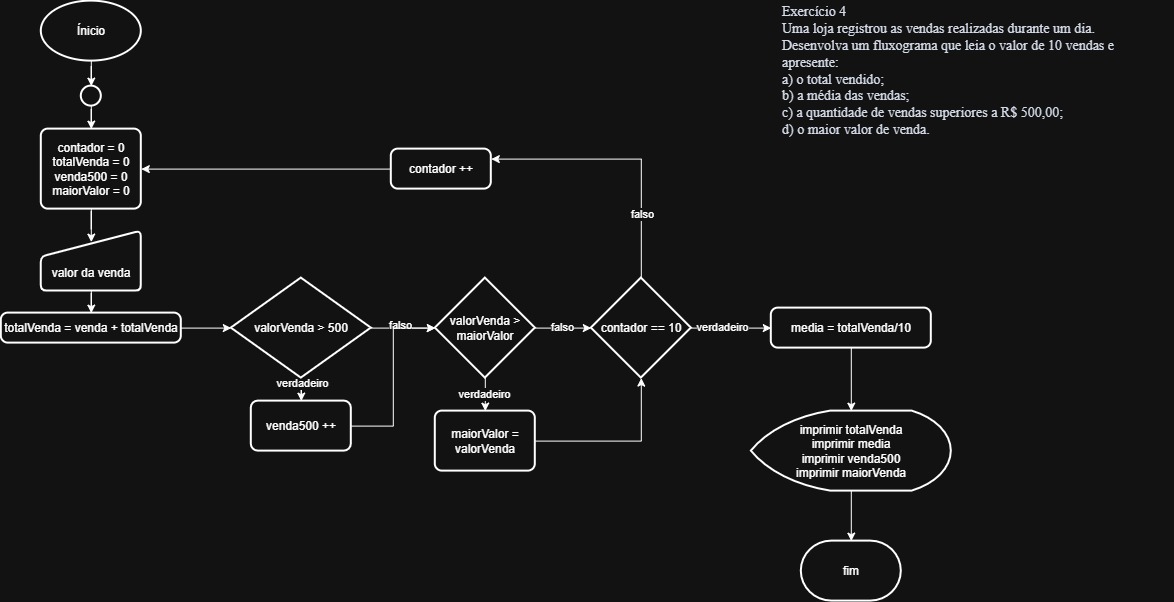 Ínicio
Exercício 4
Uma loja registrou as vendas realizadas durante um dia.
Desenvolva um fluxograma que leia o valor de 10 vendas e
apresente:
a) o total vendido;
b) a média das vendas;
c) a quantidade de vendas superiores a R$ 500,00;
d) o maior valor de venda.
contador = 0
totalVenda = 0
venda500 = 0
maiorValor = 0
contador ++
falso
valor da venda
totalVenda = venda + totalVenda
valorVenda > 500
falso
valorVenda >
maiorValor
falso
contador == 10
verdadeiro
media = totalVenda/10
verdadeiro
venda500 ++
verdadeiro
maiorValor =
valorVenda
imprimir totalVenda
imprimir media
imprimir venda500
imprimir maiorVenda
fim